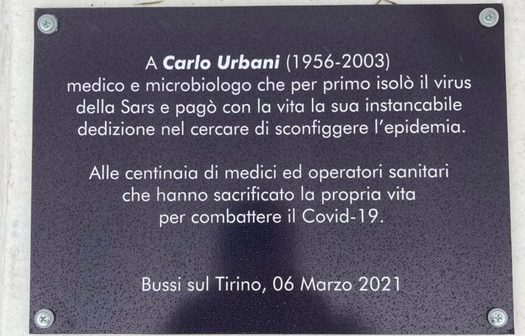 A Carlo Urbani (1956-2003)
medico e microbiologo che per primo isolò il virus
della Sars e pagò con la vita la sua instancabile
dedizione nel cercare di sconfiggere l'epidemia.
Alle centinaia di medici ed operatori sanitari
che hanno sacrificato la propria vita
per combattere il Covid-19.
Bussi sul Tirino, 06 Marzo 2021